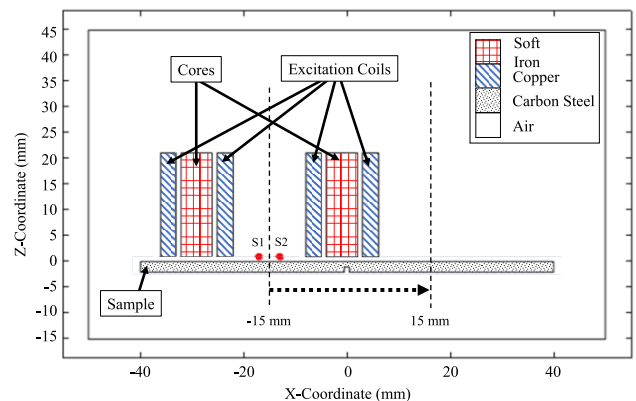 45
40
35
30
25
20
15
10
5
0
-5
-10
-15
Z-Coordinate (mm)
Cores
Excitation Coils
Soft
Iron
Copper
Carbon Steel
Air
S1
S2
Sample
-15 mm
15 mm
-40
-20
0
20
40
X-Coordinate (mm)